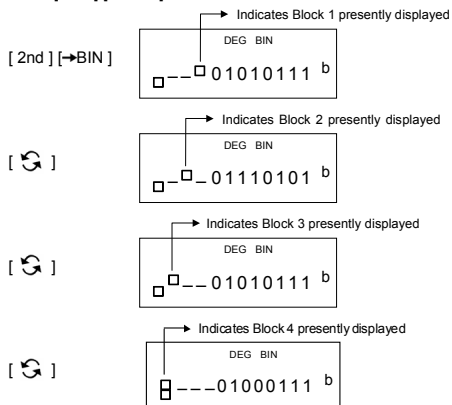 Indicates Block 1 presently displayed
DEG BIN
[ 2nd ] [→BIN ]
01010111 b
Indicates Block 2 presently displayed
DEG BIN
[ ]
01110101 b
Indicates Block 3 presently displayed
DEG BIN
[ ]
01010111 b
Indicates Block 4 presently displayed
DEG BIN
[ ]
01000111 b